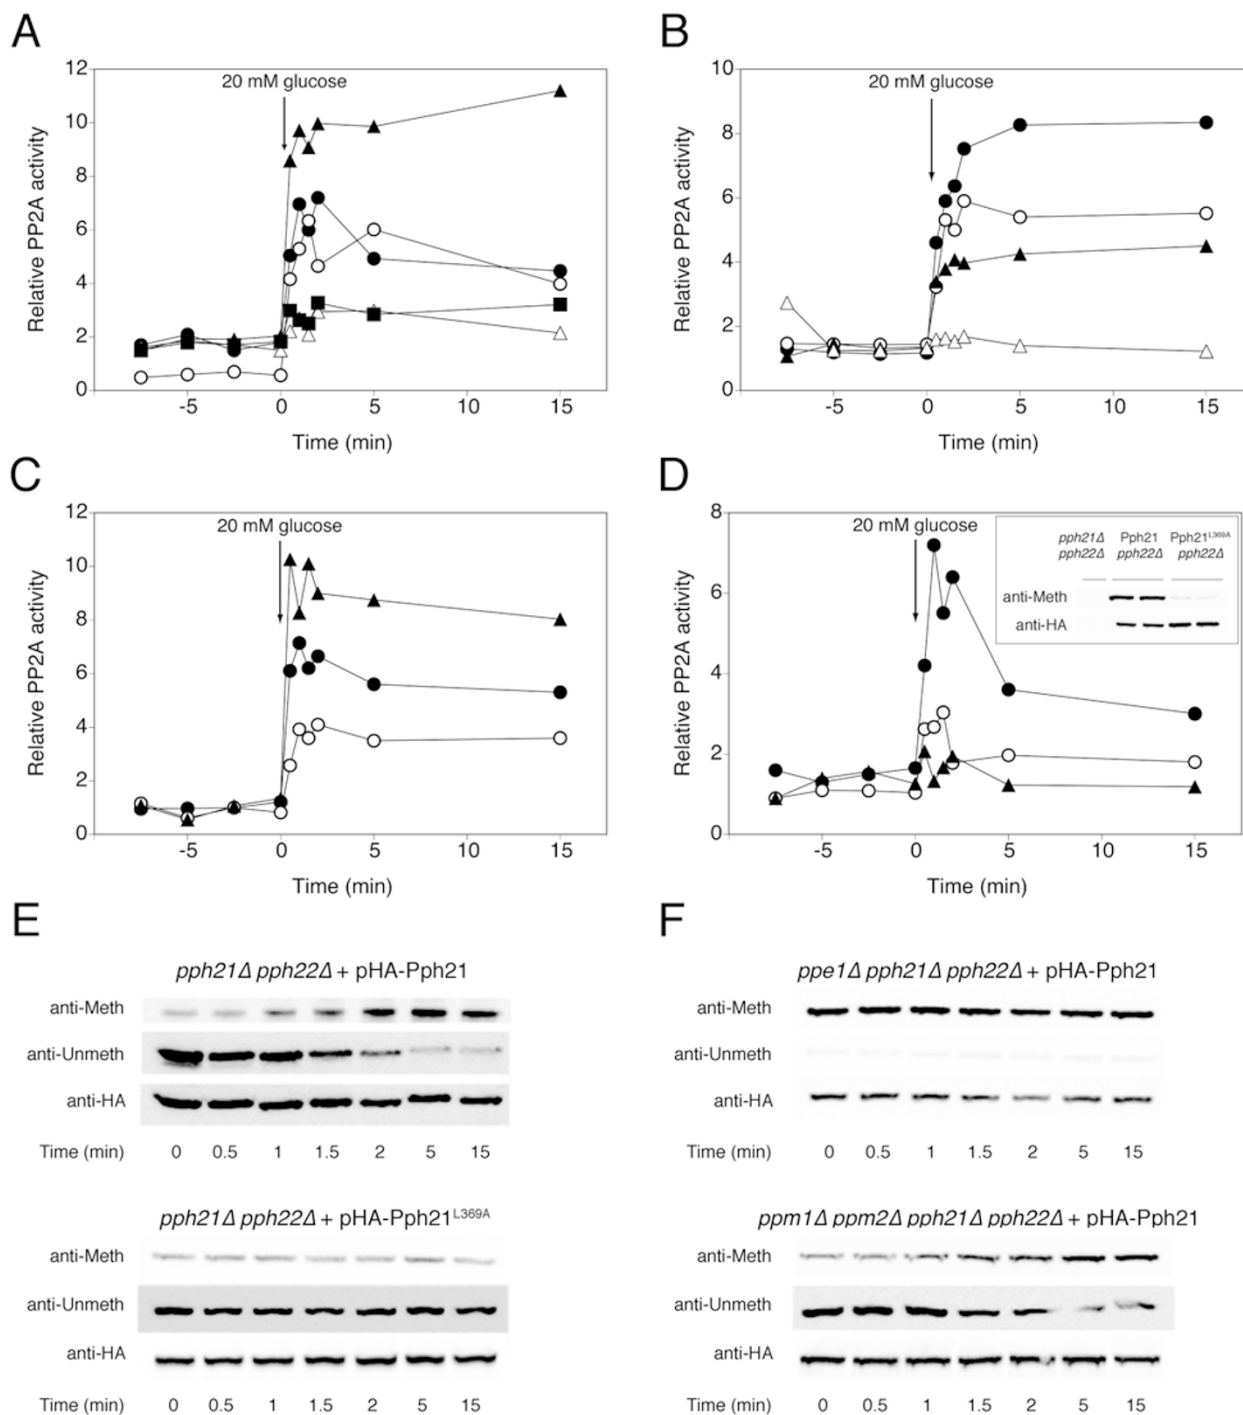 A
12
10
8
6
4
2
0
20 mM glucose
Relative PP2A activity
-5 0 5 10 15
Time (min)
B
10
8
6
4
2
0
20 mM glucose
Relative PP2A activity
-5 0 5 10 15
Time (min)
C
12
10
8
6
4
2
0
20 mM glucose
Relative PP2A activity
-5 0 5 10 15
Time (min)
D
8
6
4
2
0
20 mM glucose
Relative PP2A activity
-5 0 5 10 15
Time (min)
pph21Δ Pph21 Pph21L369A
pph22Δ pph22Δ pph22Δ
anti-Meth
anti-HA
E
pph21Δ pph22Δ + pHA-Pph21
anti-Meth
anti-Unmeth
anti-HA
Time (min) 0 0.5 1 1.5 2 5 15
pph21Δ pph22Δ + pHA-Pph21L369A
anti-Meth
anti-Unmeth
anti-HA
Time (min) 0 0.5 1 1.5 2 5 15
F
ppe1Δ pph21Δ pph22Δ + pHA-Pph21
anti-Meth
anti-Unmeth
anti-HA
Time (min) 0 0.5 1 1.5 2 5 15
ppm1Δ ppm2Δ pph21Δ pph22Δ + pHA-Pph21
anti-Meth
anti-Unmeth
anti-HA
Time (min) 0 0.5 1 1.5 2 5 15